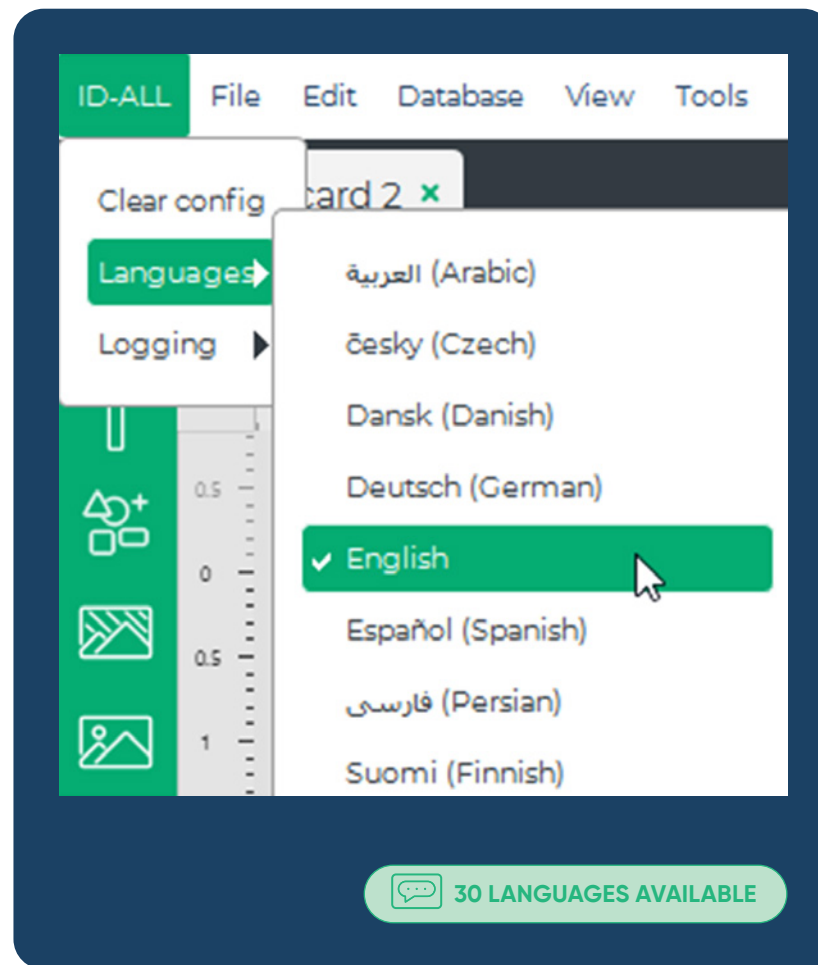 ID-ALL File Edit Database View Tools
card 2 ×
Clear config
Languages
Logging
العربية (Arabic)
česky (Czech)
Dansk (Danish)
Deutsch (German)
English
Español (Spanish)
فارسی (Persian)
Suomi (Finnish)
0.5
0
0.5
1
30 LANGUAGES AVAILABLE